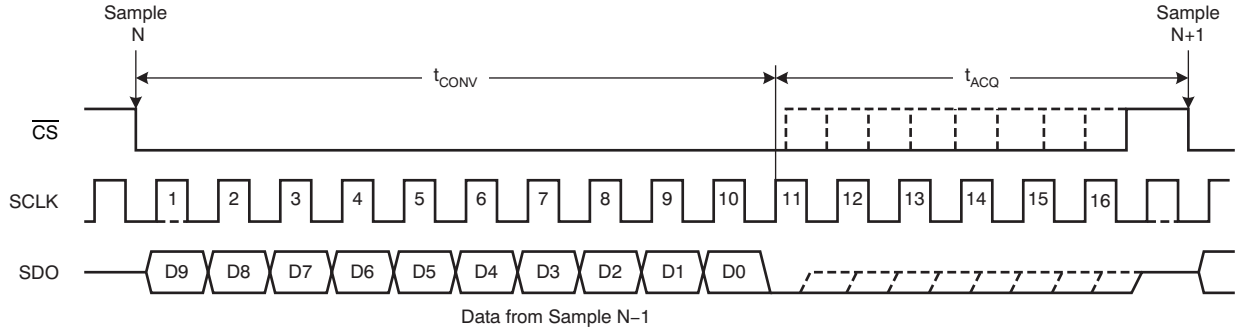 Sample
N
Sample
N+1
tCONV
tACQ
CS
SCLK
1 2 3 4 5 6 7 8 9 10 11 12 13 14 15 16
SDO
D9 D8 D7 D6 D5 D4 D3 D2 D1 D0
Data from Sample N−1